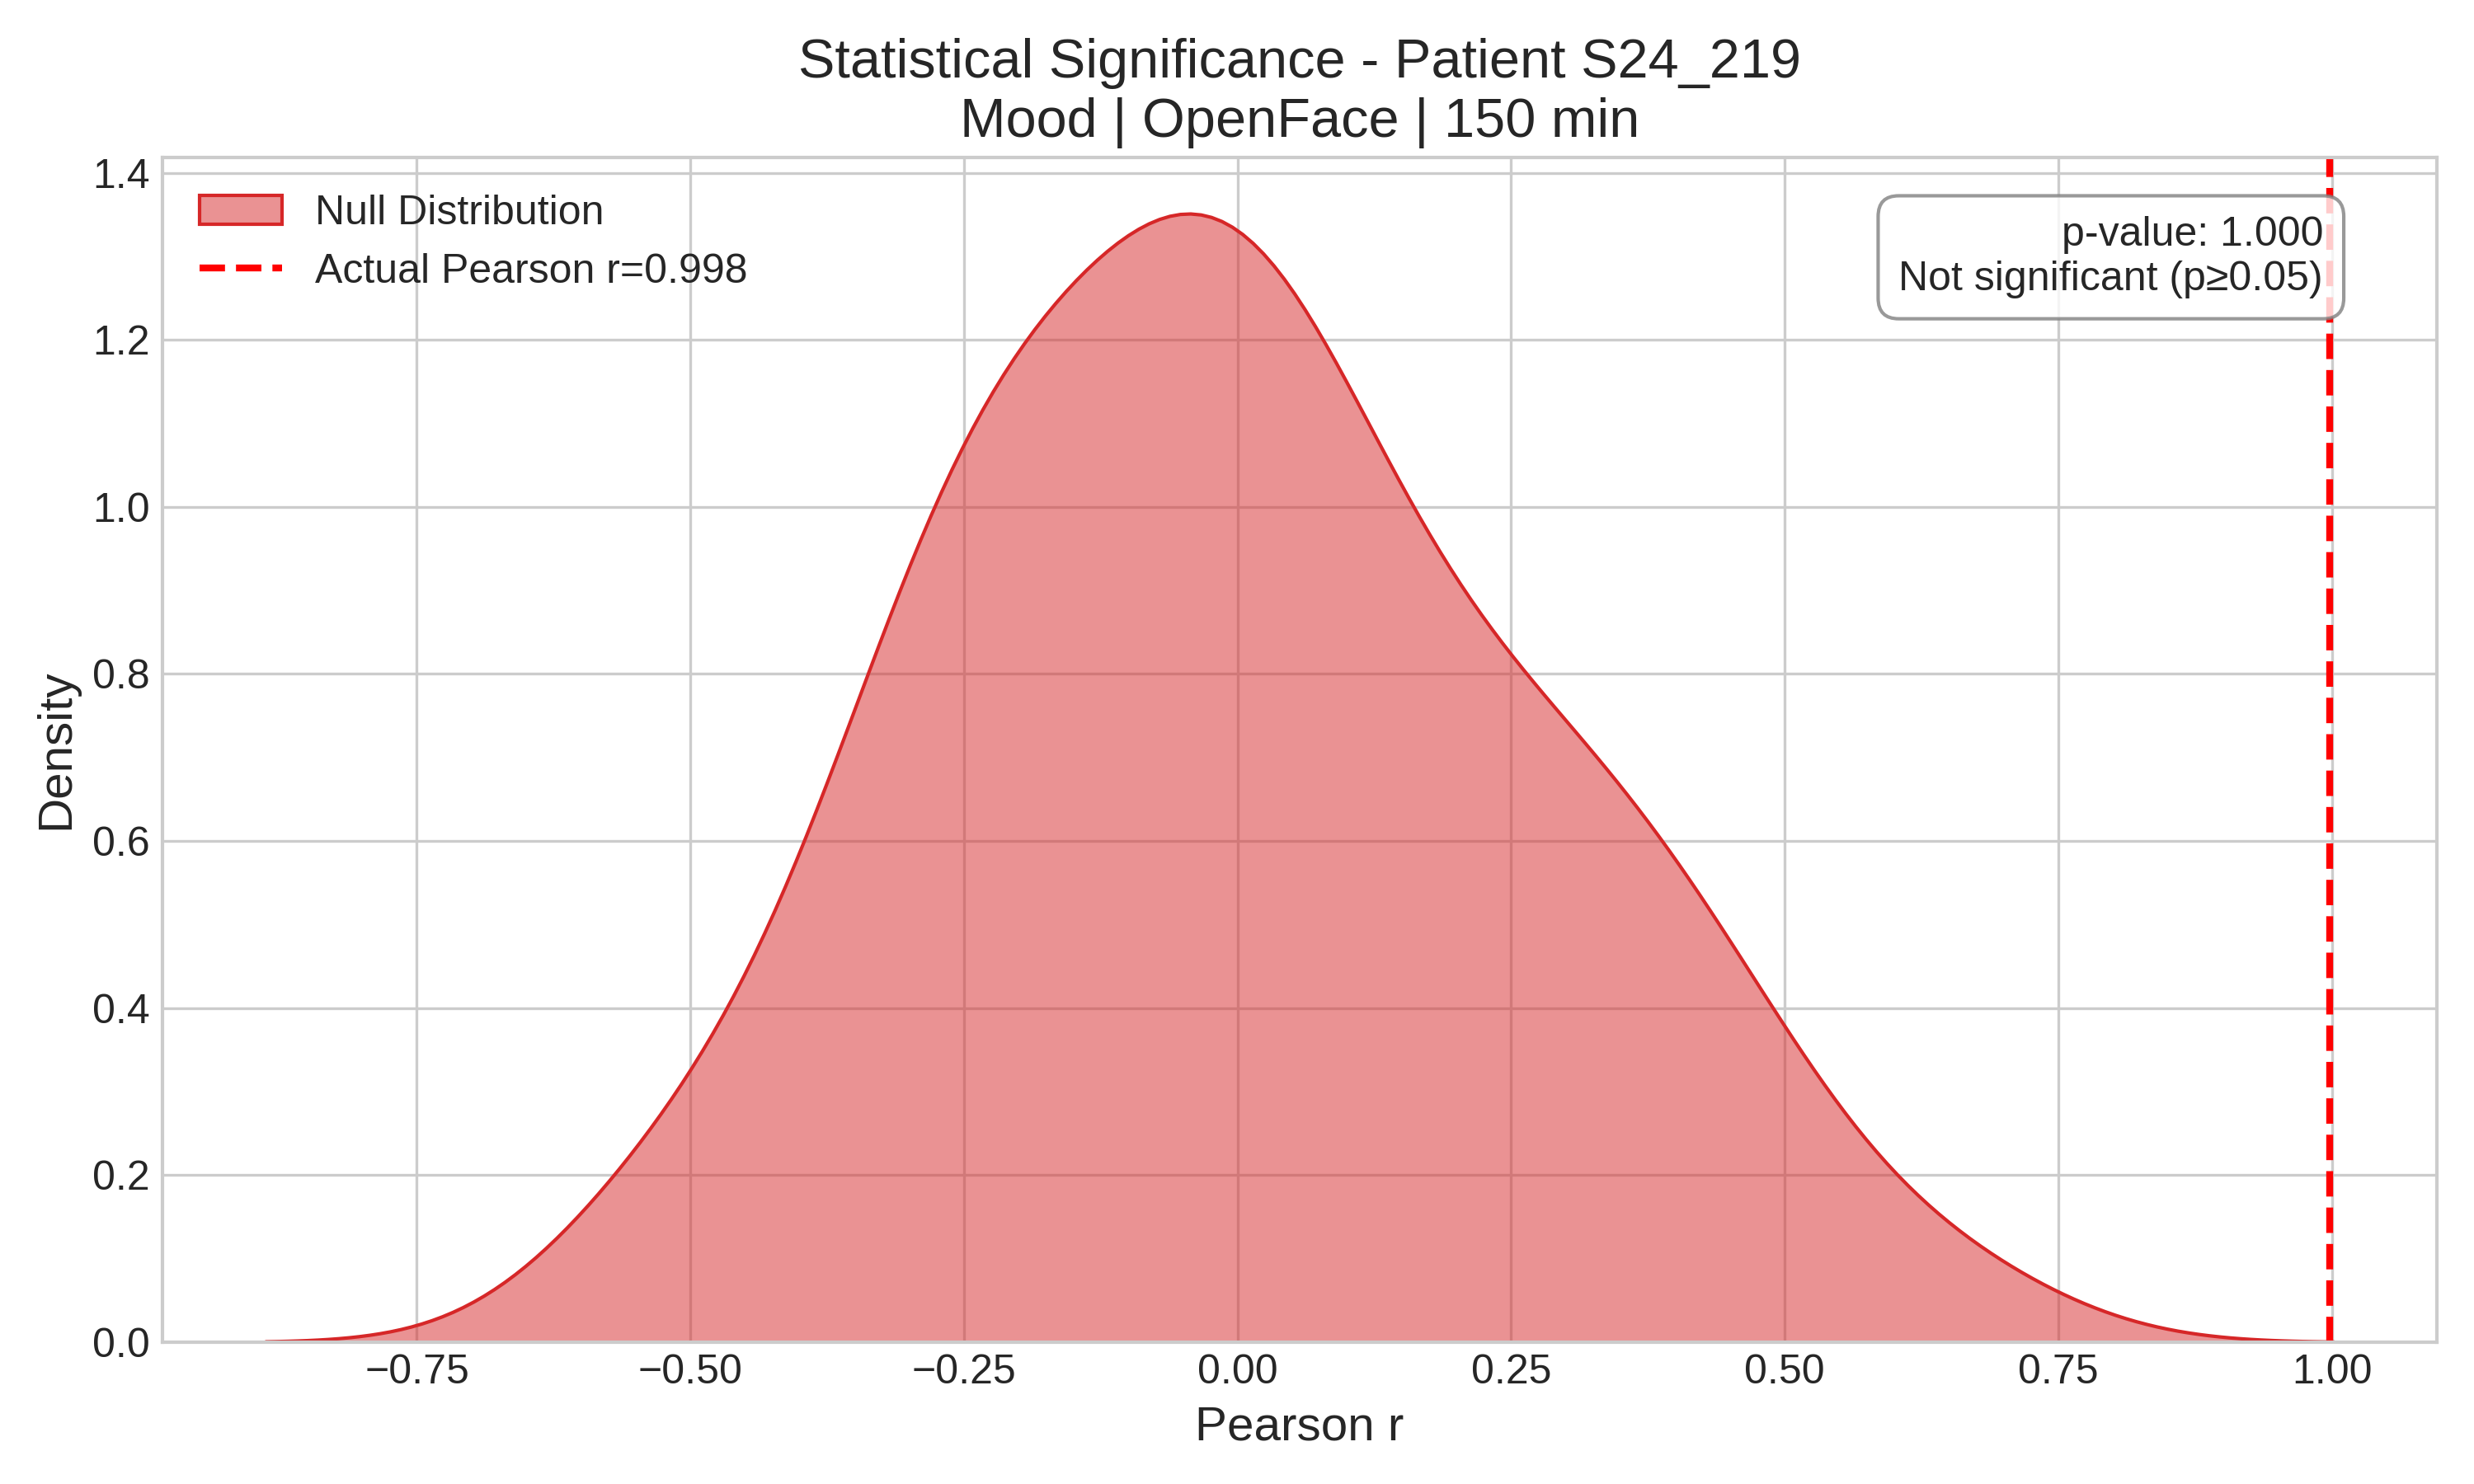 Statistical Significance - Patient S24_219
Mood | OpenFace | 150 min
Null Distribution
Actual Pearson r=0.998
p-value: 1.000
Not significant (p≥0.05)
Density
1.4
1.2
1.0
0.8
0.6
0.4
0.2
0.0
−0.75
−0.50
−0.25
0.00
0.25
0.50
0.75
1.00
Pearson r